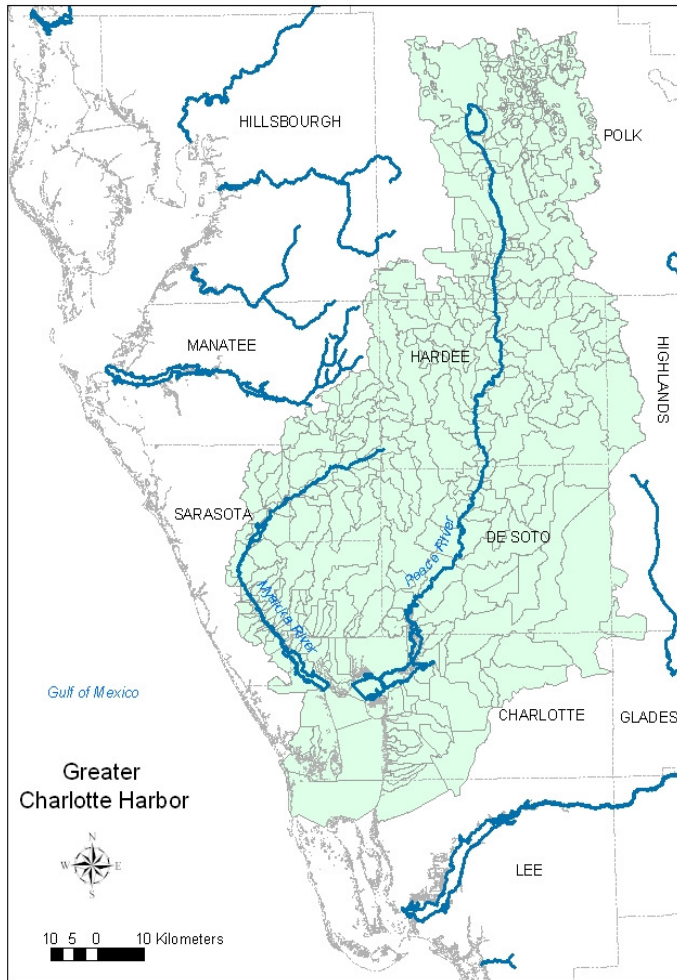 HILLSBOURGH
POLK
MANATEE
HARDEE
HIGHLANDS
SARASOTA
DE SOTO
Peace River
Myakka River
Gulf of Mexico
CHARLOTTE
GLADES
Greater
Charlotte Harbor
N
W E
S
LEE
10 5 0 10 Kilometers